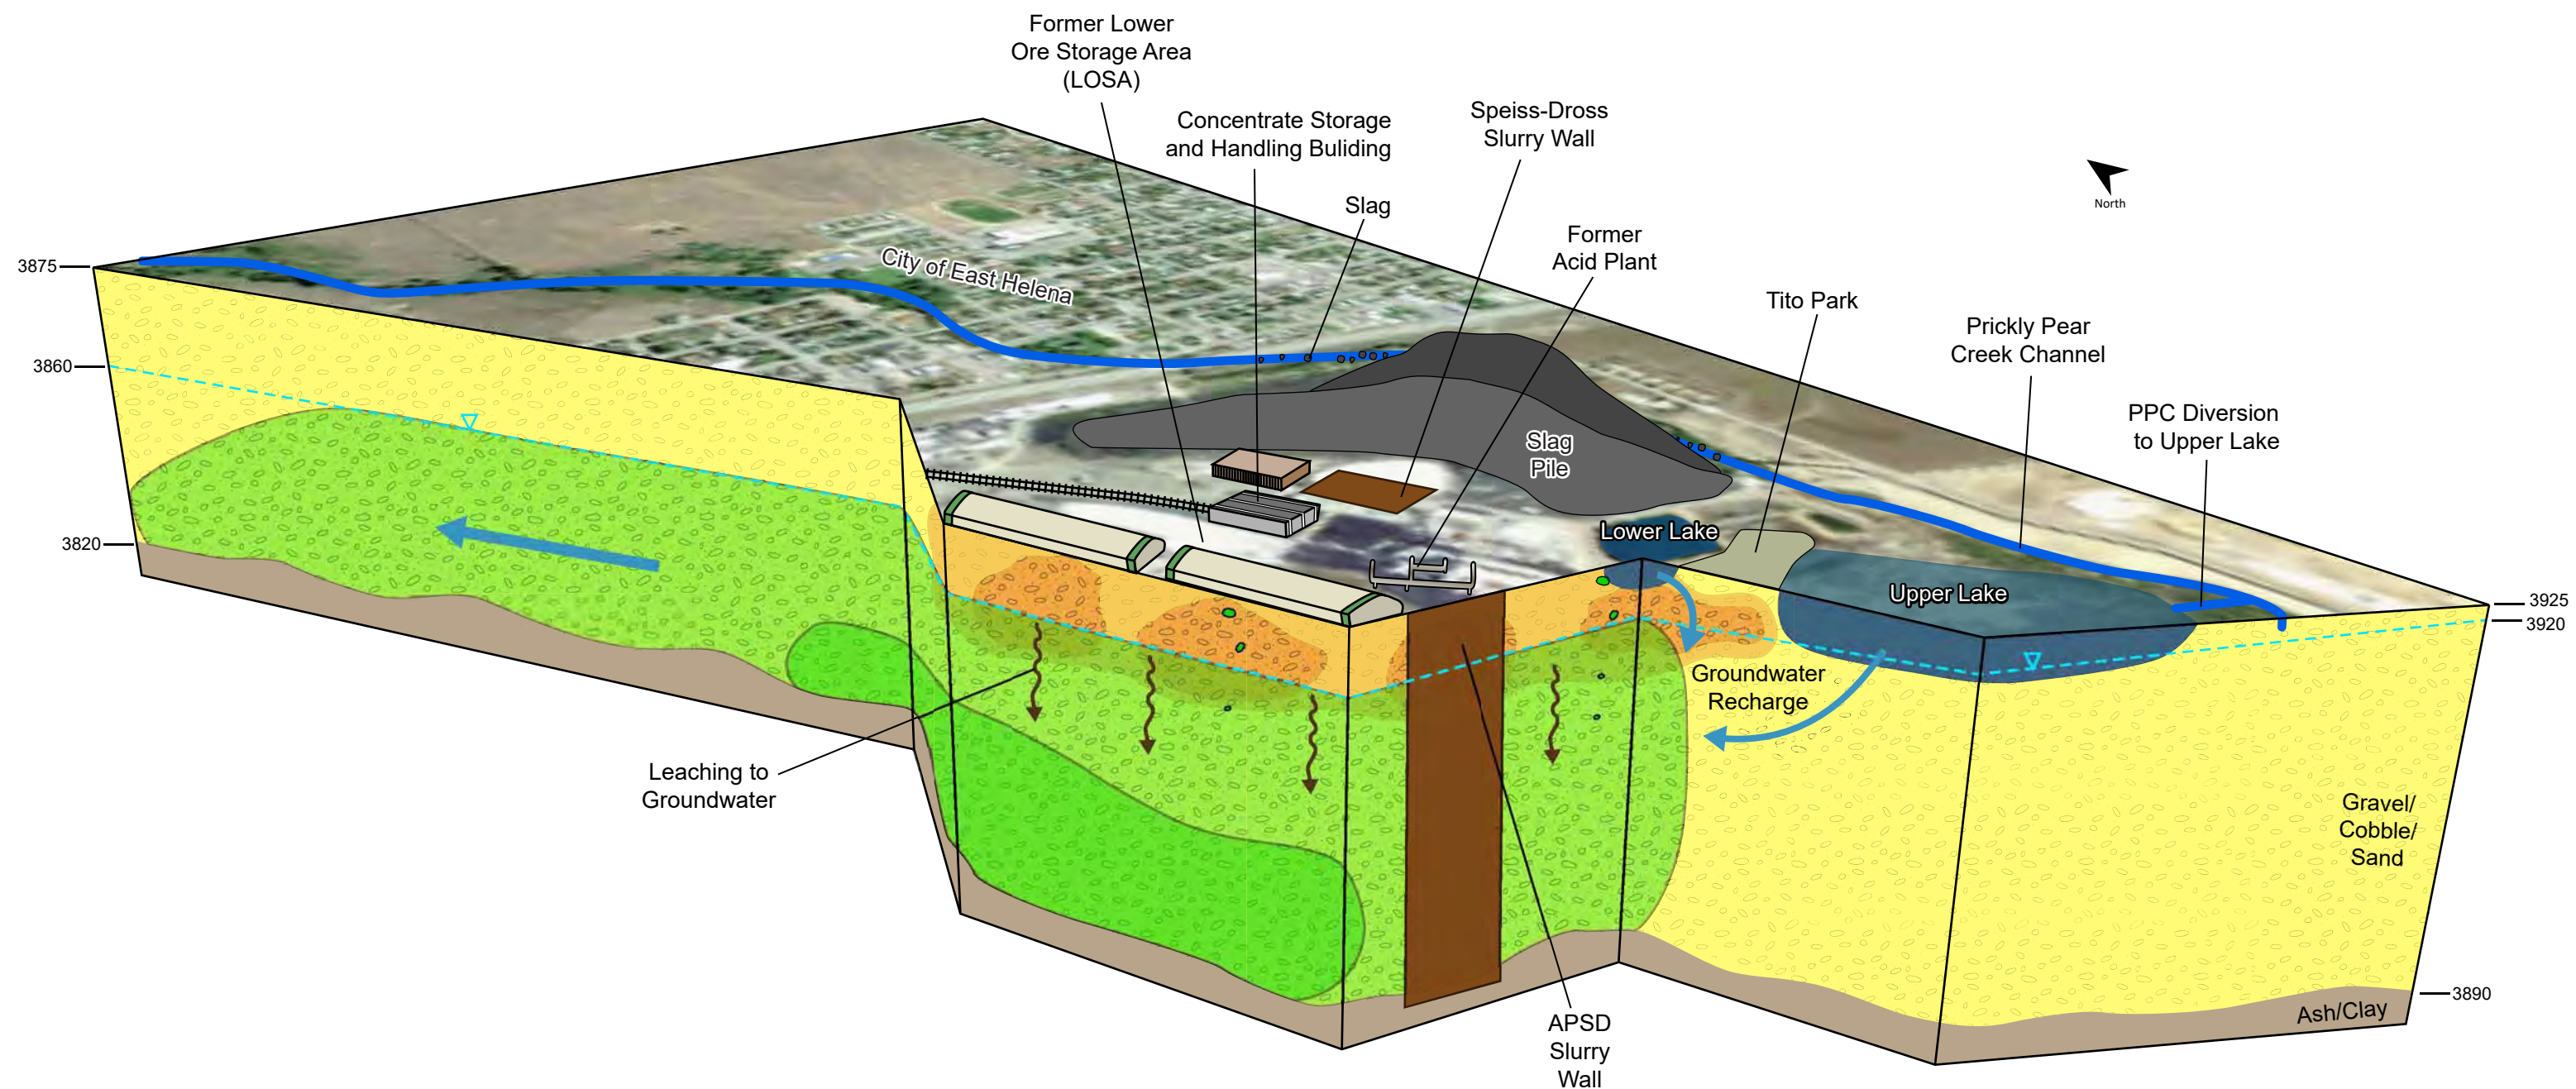 Former Lower
Ore Storage Area
(LOSA)
Concentrate Storage
and Handling Buliding
Slag
Speiss-Dross
Slurry Wall
Former
Acid Plant
Tito Park
Prickly Pear
Creek Channel
PPC Diversion
to Upper Lake
North
City of East Helena
3875
3860
3820
Slag
Pile
Lower Lake
Upper Lake
3925
3920
Groundwater
Recharge
Leaching to
Groundwater
Gravel/
Cobble/
Sand
3890
Ash/Clay
APSD
Slurry
Wall